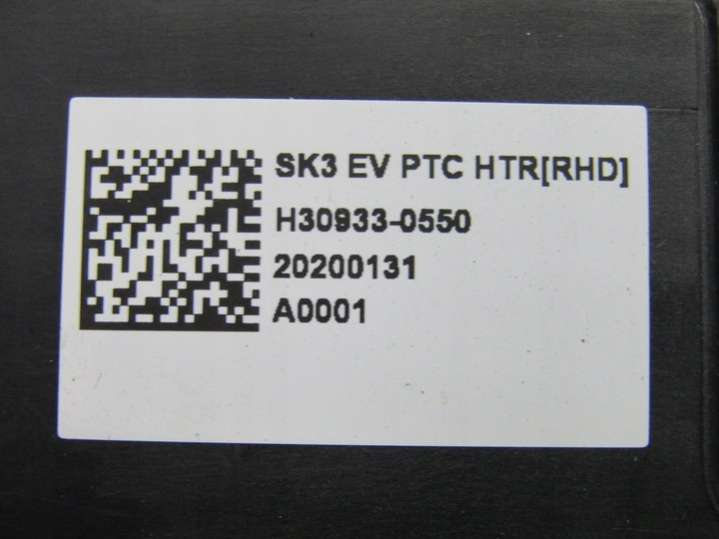 SK3 EV PTC HTR[RHD]
H30933-0550
20200131
A0001